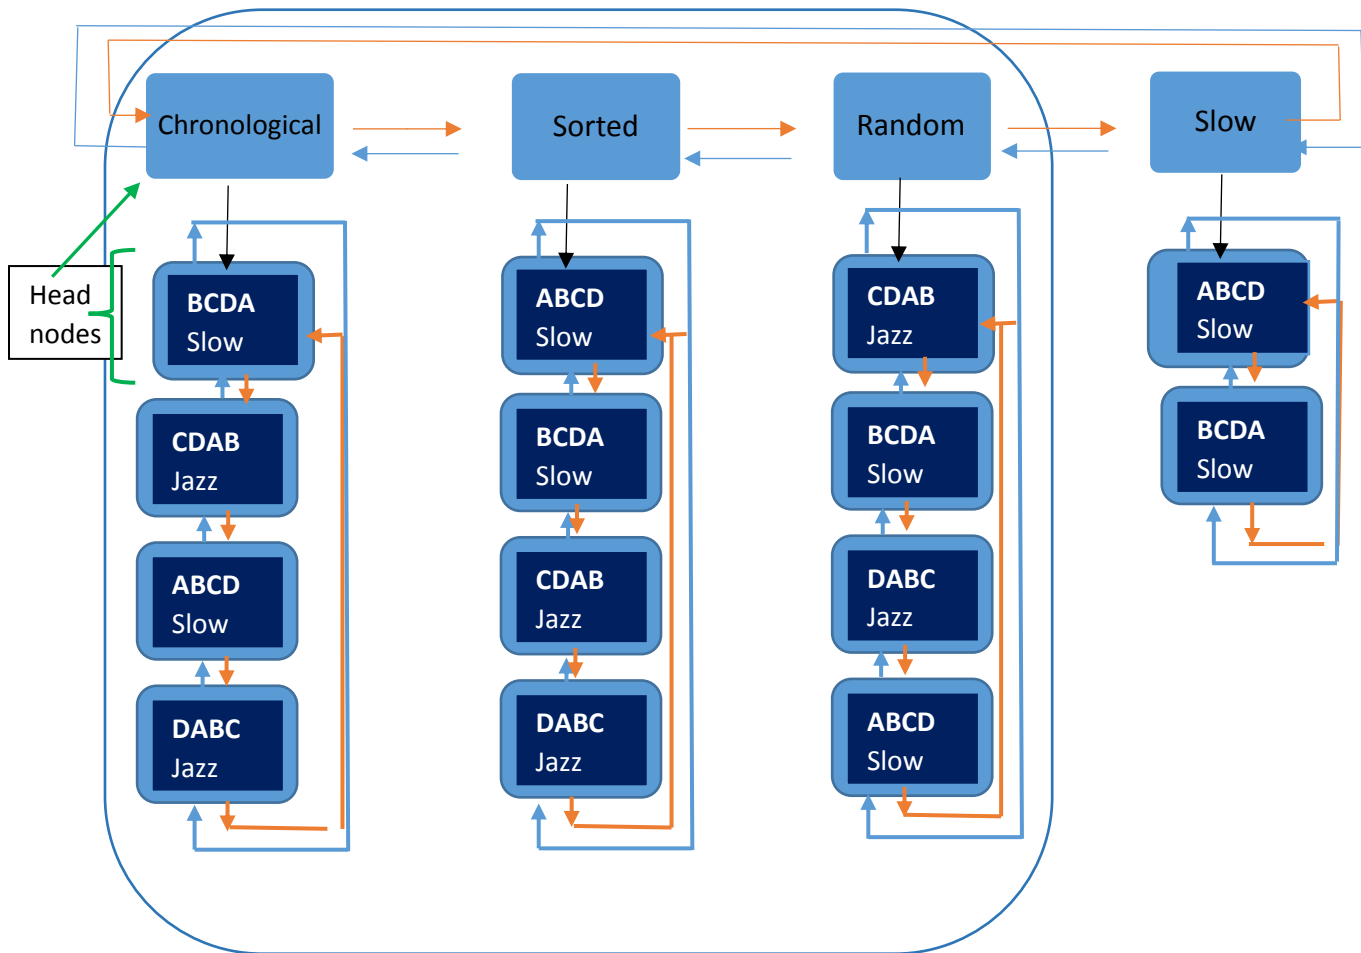 Chronological
Sorted
Random
Slow
Head
nodes
BCDA
Slow
CDAB
Jazz
ABCD
Slow
DABC
Jazz
ABCD
Slow
BCDA
Slow
CDAB
Jazz
DABC
Jazz
CDAB
Jazz
BCDA
Slow
DABC
Jazz
ABCD
Slow
ABCD
Slow
BCDA
Slow